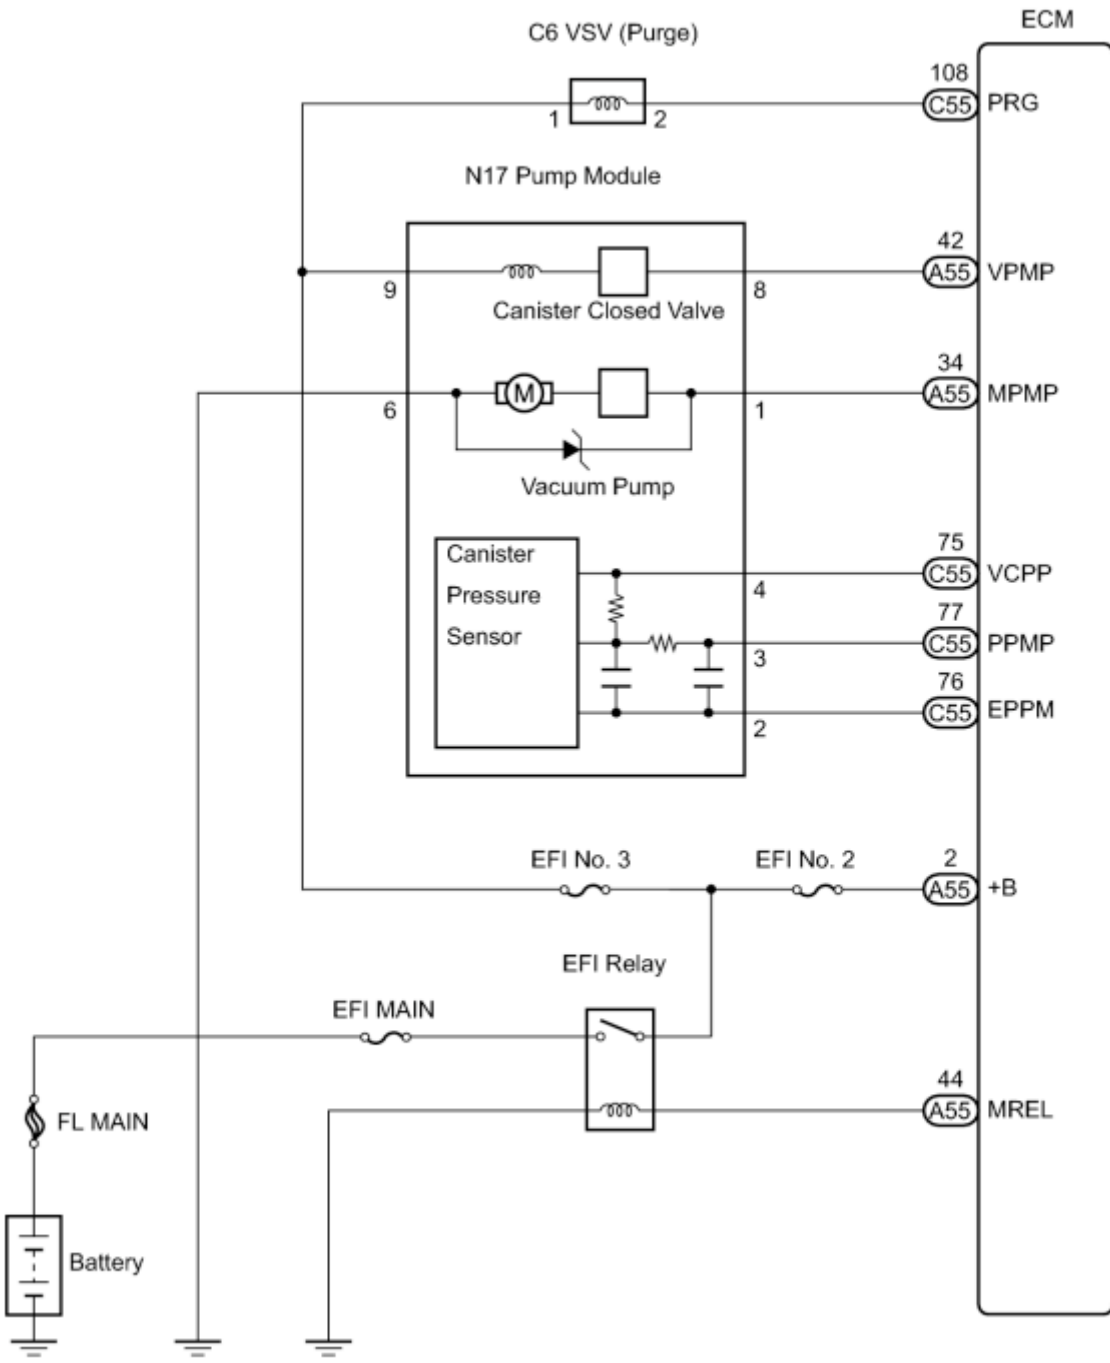 ECM
C6 VSV (Purge)
108
C55 PRG
1 2
N17 Pump Module
42
A55 VPMP
9 8
Canister Closed Valve
34
M A55 MPMP
6 1
Vacuum Pump
75
Canister
C55 VCPP
4
Pressure
77
Sensor
C55 PPMP
3
76
C55 EPPM
2
EFI No. 3 EFI No. 2 2
A55 +B
EFI Relay
EFI MAIN
44
A55 MREL
FL MAIN
Battery